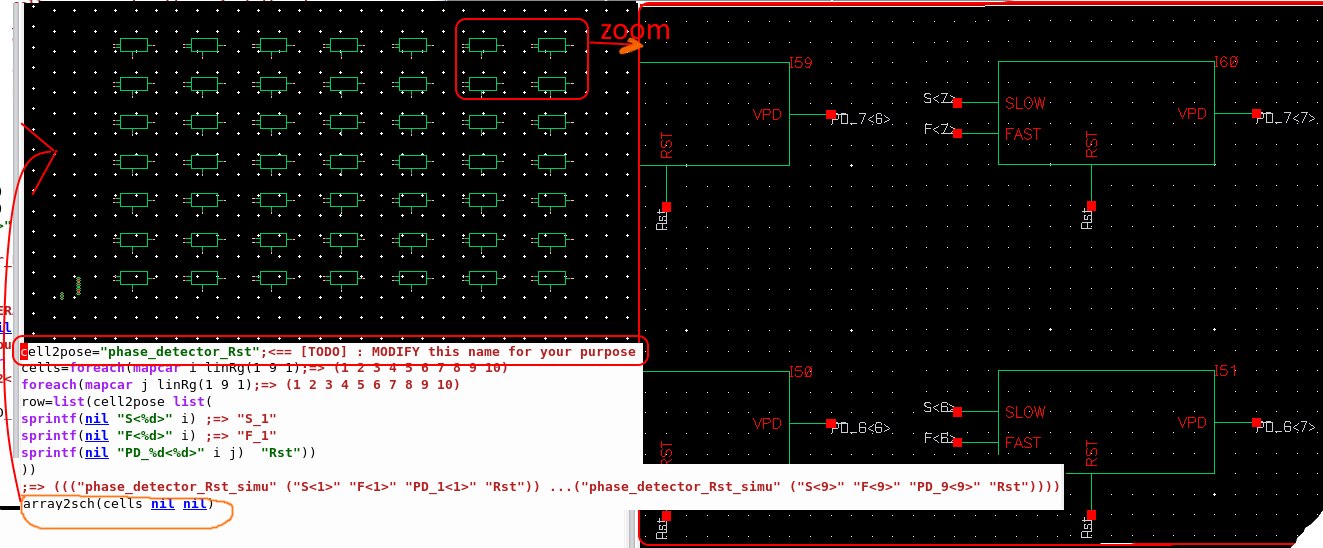 zoom
I59
VPD
PD_7<6>
RST
Rst
I60
S<7>
SLOW
F<7>
FAST
VPD
PD_7<7>
RST
Rst
I50
VPD
PD_6<6>
RST
Rst
I51
S<6>
SLOW
F<6>
FAST
VPD
PD_6<7>
RST
Rst
cell2pose="phase_detector_Rst";<== [TODO] : MODIFY this name for your purpose
cells=foreach(mapcar i linRg(1 9 1);=> (1 2 3 4 5 6 7 8 9 10)
foreach(mapcar j linRg(1 9 1);=> (1 2 3 4 5 6 7 8 9 10)
row=list(cell2pose list(
sprintf(nil "S<%d>" i) ;=> "S_1"
sprintf(nil "F<%d>" i) ;=> "F_1"
sprintf(nil "PD_%d<%d>" i j)  "Rst"))
))
;=> ((("phase_detector_Rst_simu" ("S<1>" "F<1>" "PD_1<1>" "Rst")) ...("phase_detector_Rst_simu" ("S<9>" "F<9>" "PD_9<9>" "Rst"))))
array2sch(cells nil nil)